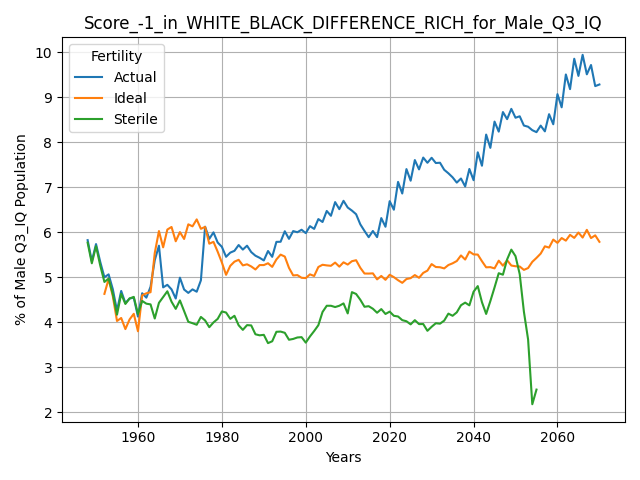 Score_-1_in_WHITE_BLACK_DIFFERENCE_RICH_for_Male_Q3_IQ
Fertility
Actual
Ideal
Sterile
% of Male Q3_IQ Population
10
9
8
7
6
5
4
3
2
1960
1980
2000
2020
2040
2060
Years